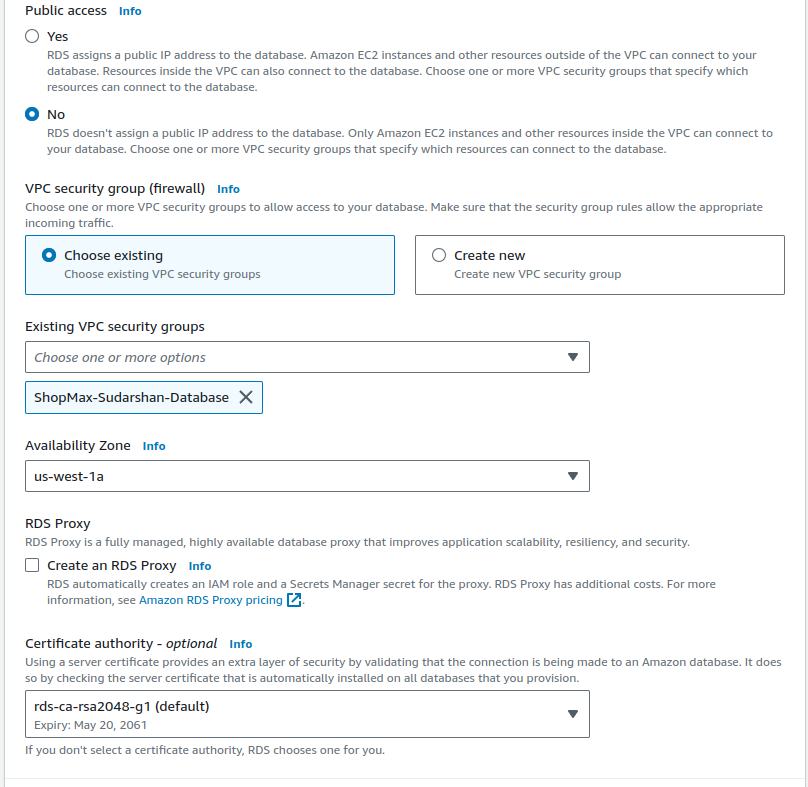 Public access Info
Yes
RDS assigns a public IP address to the database. Amazon EC2 instances and other resources outside of the VPC can connect to your
database. Resources inside the VPC can also connect to the database. Choose one or more VPC security groups that specify which
resources can connect to the database.
No
RDS doesn't assign a public IP address to the database. Only Amazon EC2 instances and other resources inside the VPC can connect to
your database. Choose one or more VPC security groups that specify which resources can connect to the database.
VPC security group (firewall) Info
Choose one or more VPC security groups to allow access to your database. Make sure that the security group rules allow the appropriate
incoming traffic.
Choose existing
Choose existing VPC security groups
Create new
Create new VPC security group
Existing VPC security groups
Choose one or more options
ShopMax-Sudarshan-Database
Availability Zone Info
us-west-1a
RDS Proxy
RDS Proxy is a fully managed, highly available database proxy that improves application scalability, resiliency, and security.
Create an RDS Proxy Info
RDS automatically creates an IAM role and a Secrets Manager secret for the proxy. RDS Proxy has additional costs. For more
information, see Amazon RDS Proxy pricing.
Certificate authority - optional Info
Using a server certificate provides an extra layer of security by validating that the connection is being made to an Amazon database. It does
so by checking the server certificate that is automatically installed on all databases that you provision.
rds-ca-rsa2048-g1 (default)
Expiry: May 20, 2061
If you don't select a certificate authority, RDS chooses one for you.